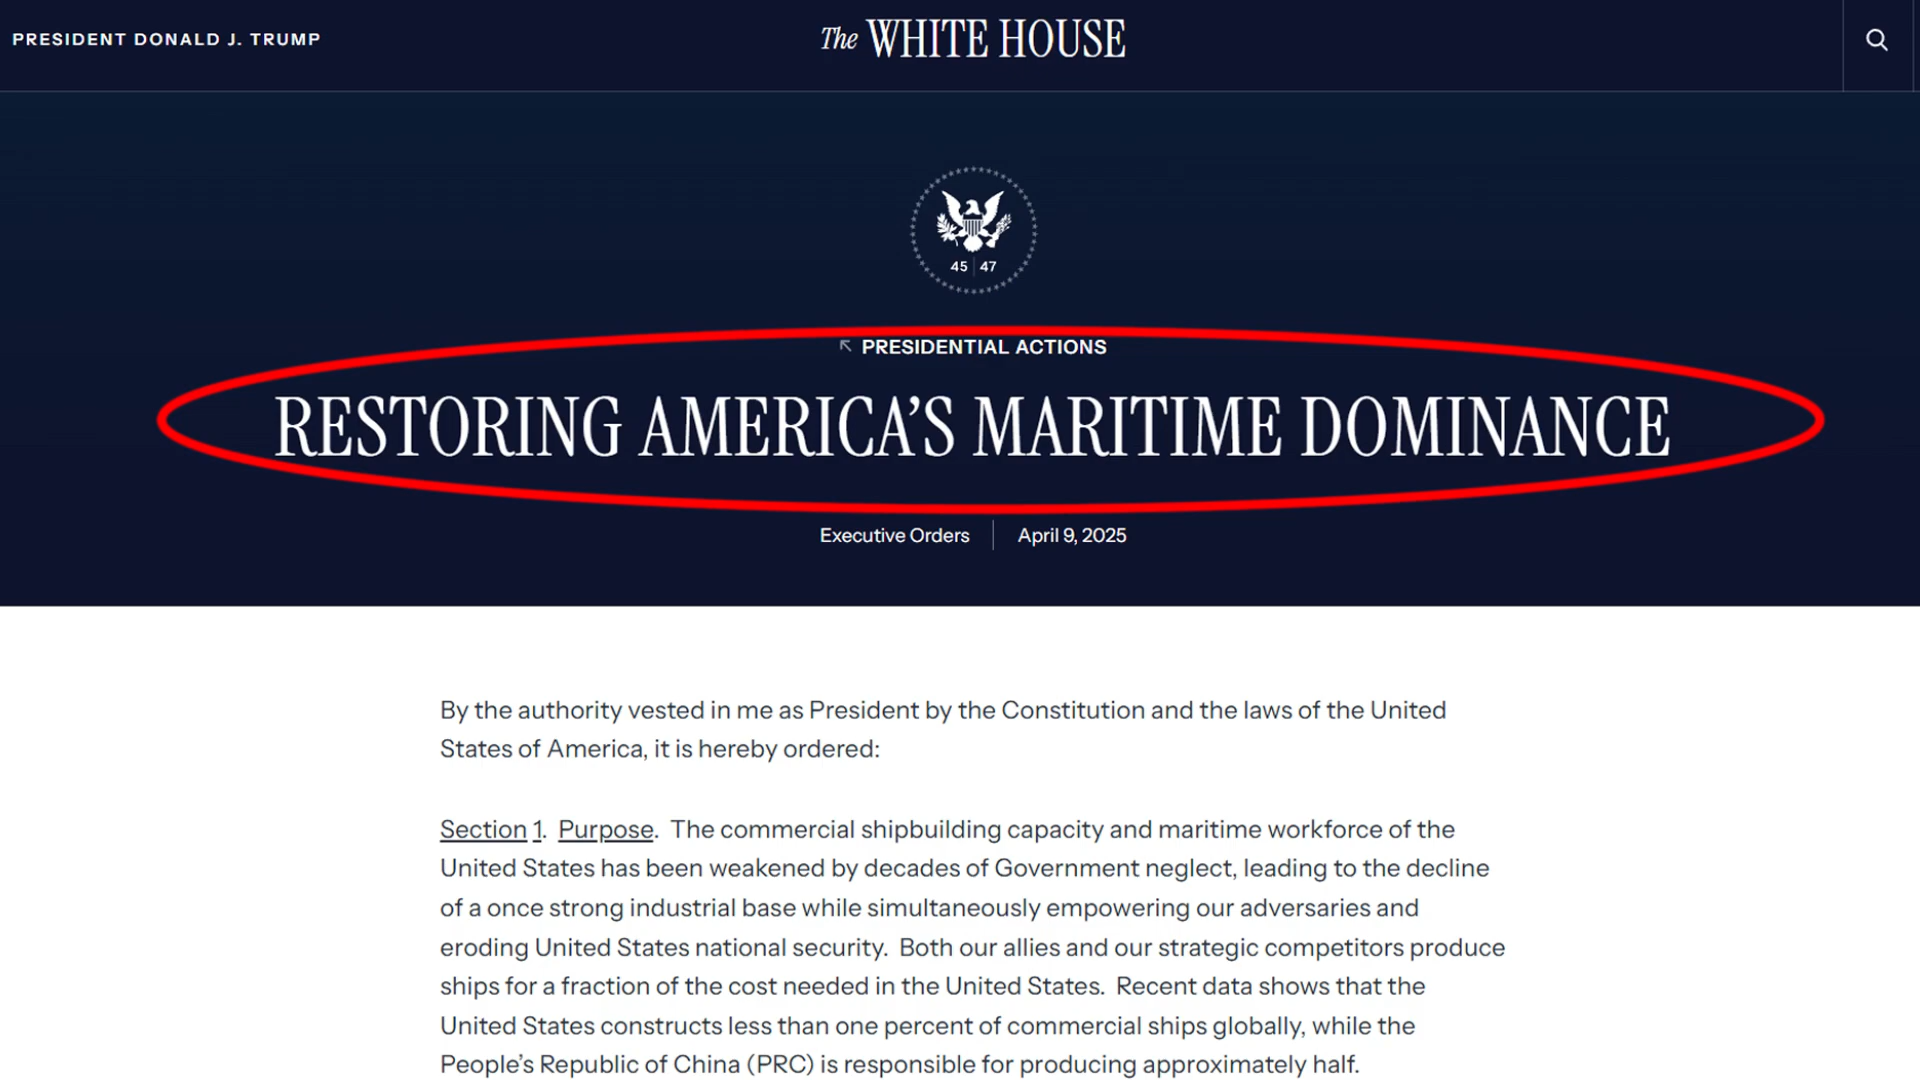 PRESIDENT DONALD J. TRUMP
The WHITE HOUSE
45 | 47
PRESIDENTIAL ACTIONS
RESTORING AMERICA’S MARITIME DOMINANCE
Executive Orders | April 9, 2025
By the authority vested in me as President by the Constitution and the laws of the United
States of America, it is hereby ordered:
Section 1.  Purpose.  The commercial shipbuilding capacity and maritime workforce of the
United States has been weakened by decades of Government neglect, leading to the decline
of a once strong industrial base while simultaneously empowering our adversaries and
eroding United States national security.  Both our allies and our strategic competitors produce
ships for a fraction of the cost needed in the United States.  Recent data shows that the
United States constructs less than one percent of commercial ships globally, while the
People’s Republic of China (PRC) is responsible for producing approximately half.